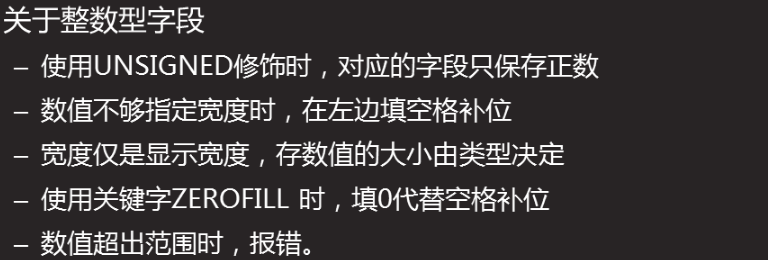 关于整数型字段
– 使用UNSIGNED修饰时，对应的字段只保存正数
– 数值不够指定宽度时，在左边填空格补位
– 宽度仅是显示宽度，存数值的大小由类型决定
– 使用关键字ZEROFILL 时，填0代替空格补位
– 数值超出范围时，报错。